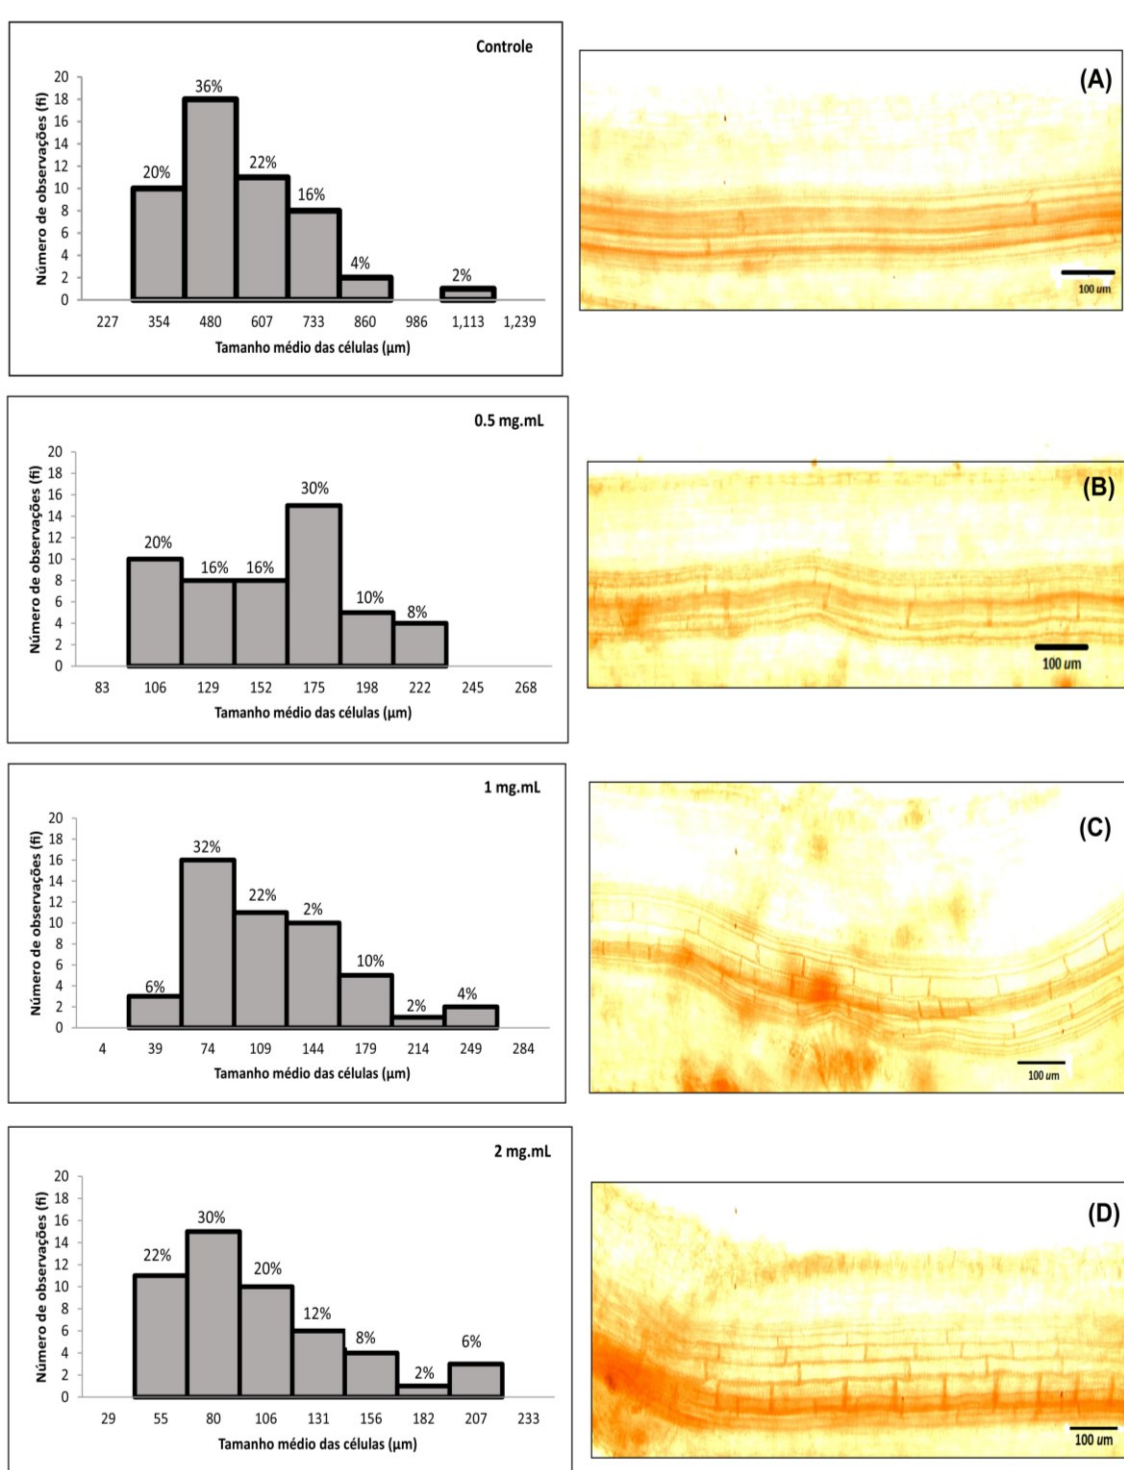 Controle
Número de observações (fi)
20
18
16
14
12
10
8
6
4
2
0
20%
36%
22%
16%
4%
2%
227 354 480 607 733 860 986 1,113 1,239
Tamanho médio das células (µm)
(A)
100 um
0.5 mg.mL
Número de observações (fi)
20
18
16
14
12
10
8
6
4
2
0
20%
16%
16%
30%
10%
8%
83 106 129 152 175 198 222 245 268
Tamanho médio das células (µm)
(B)
100 um
1 mg.mL
Número de observações (fi)
20
18
16
14
12
10
8
6
4
2
0
6%
32%
22%
2%
10%
2%
4%
4 39 74 109 144 179 214 249 284
Tamanho médio das células (µm)
(C)
100 um
2 mg.mL
Número de observações (fi)
20
18
16
14
12
10
8
6
4
2
0
22%
30%
20%
12%
8%
2%
6%
29 55 80 106 131 156 182 207 233
Tamanho médio das células (µm)
(D)
100 um